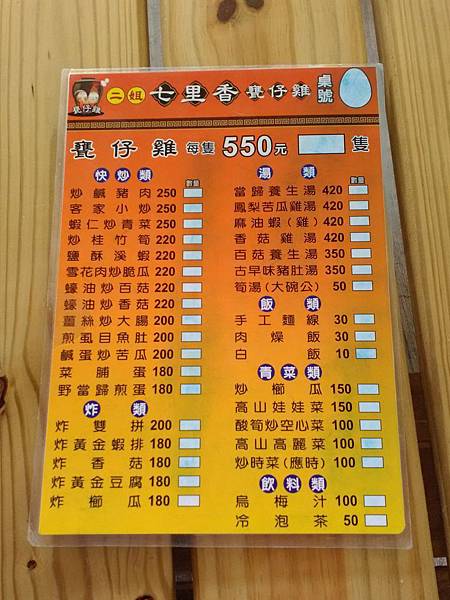 甕仔雞
二姐 七里香 甕仔雞 桌號
甕仔雞 每隻 550元 隻
快炒類 數量
炒鹹豬肉 250
客家小炒 250
蝦仁炒青菜 250
炒桂竹筍 220
鹽酥溪蝦 220
雪花肉炒脆瓜 220
蠔油炒百菇 220
蠔油炒香菇 220
薑絲炒大腸 200
煎虱目魚肚 200
鹹蛋炒苦瓜 200
菜脯蛋 180
野當歸煎蛋 180
炸類
炸雙拼 200
炸黃金蝦排 180
炸香菇 180
炸黃金豆腐 180
炸櫛瓜 180
湯類 數量
當歸養生湯 420
鳳梨苦瓜雞湯 420
麻油蝦(雞) 420
香菇雞湯 420
百菇養生湯 350
古早味豬肚湯 350
筍湯(大碗公) 50
飯類
手工麵線 30
肉燥飯 30
白飯 10
青菜類
炒櫛瓜 150
高山娃娃菜 150
酸筍炒空心菜 100
高山高麗菜 100
炒時菜(應時) 100
飲料類
烏梅汁 100
冷泡茶 50